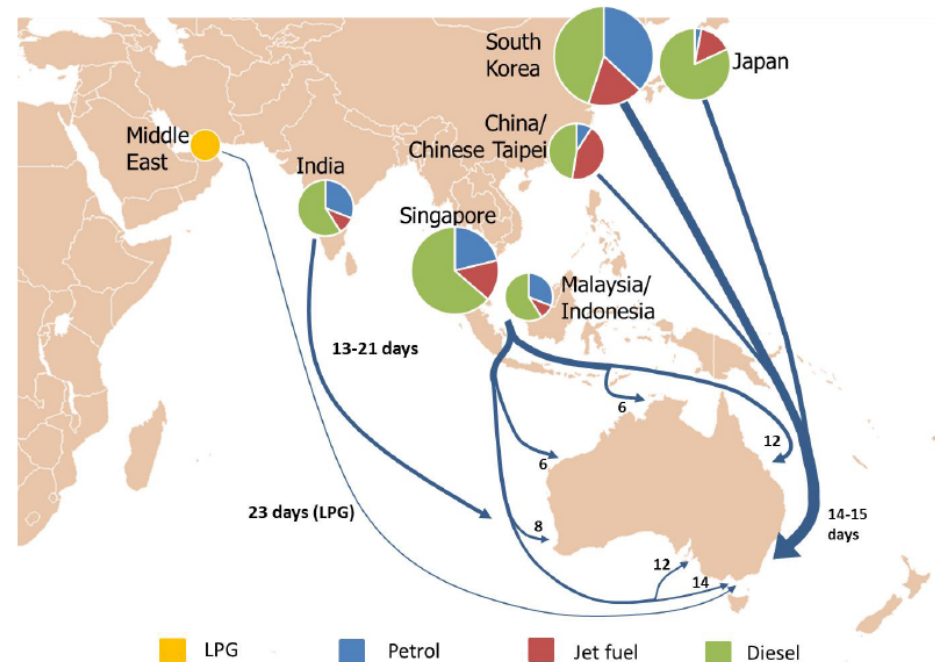 South
Korea
Japan
China/
Chinese Taipei
Middle
East
India
Singapore
Malaysia/
Indonesia
13-21 days
6
12
6
23 days (LPG)
8
14-15
days
12
14
LPG
Petrol
Jet fuel
Diesel